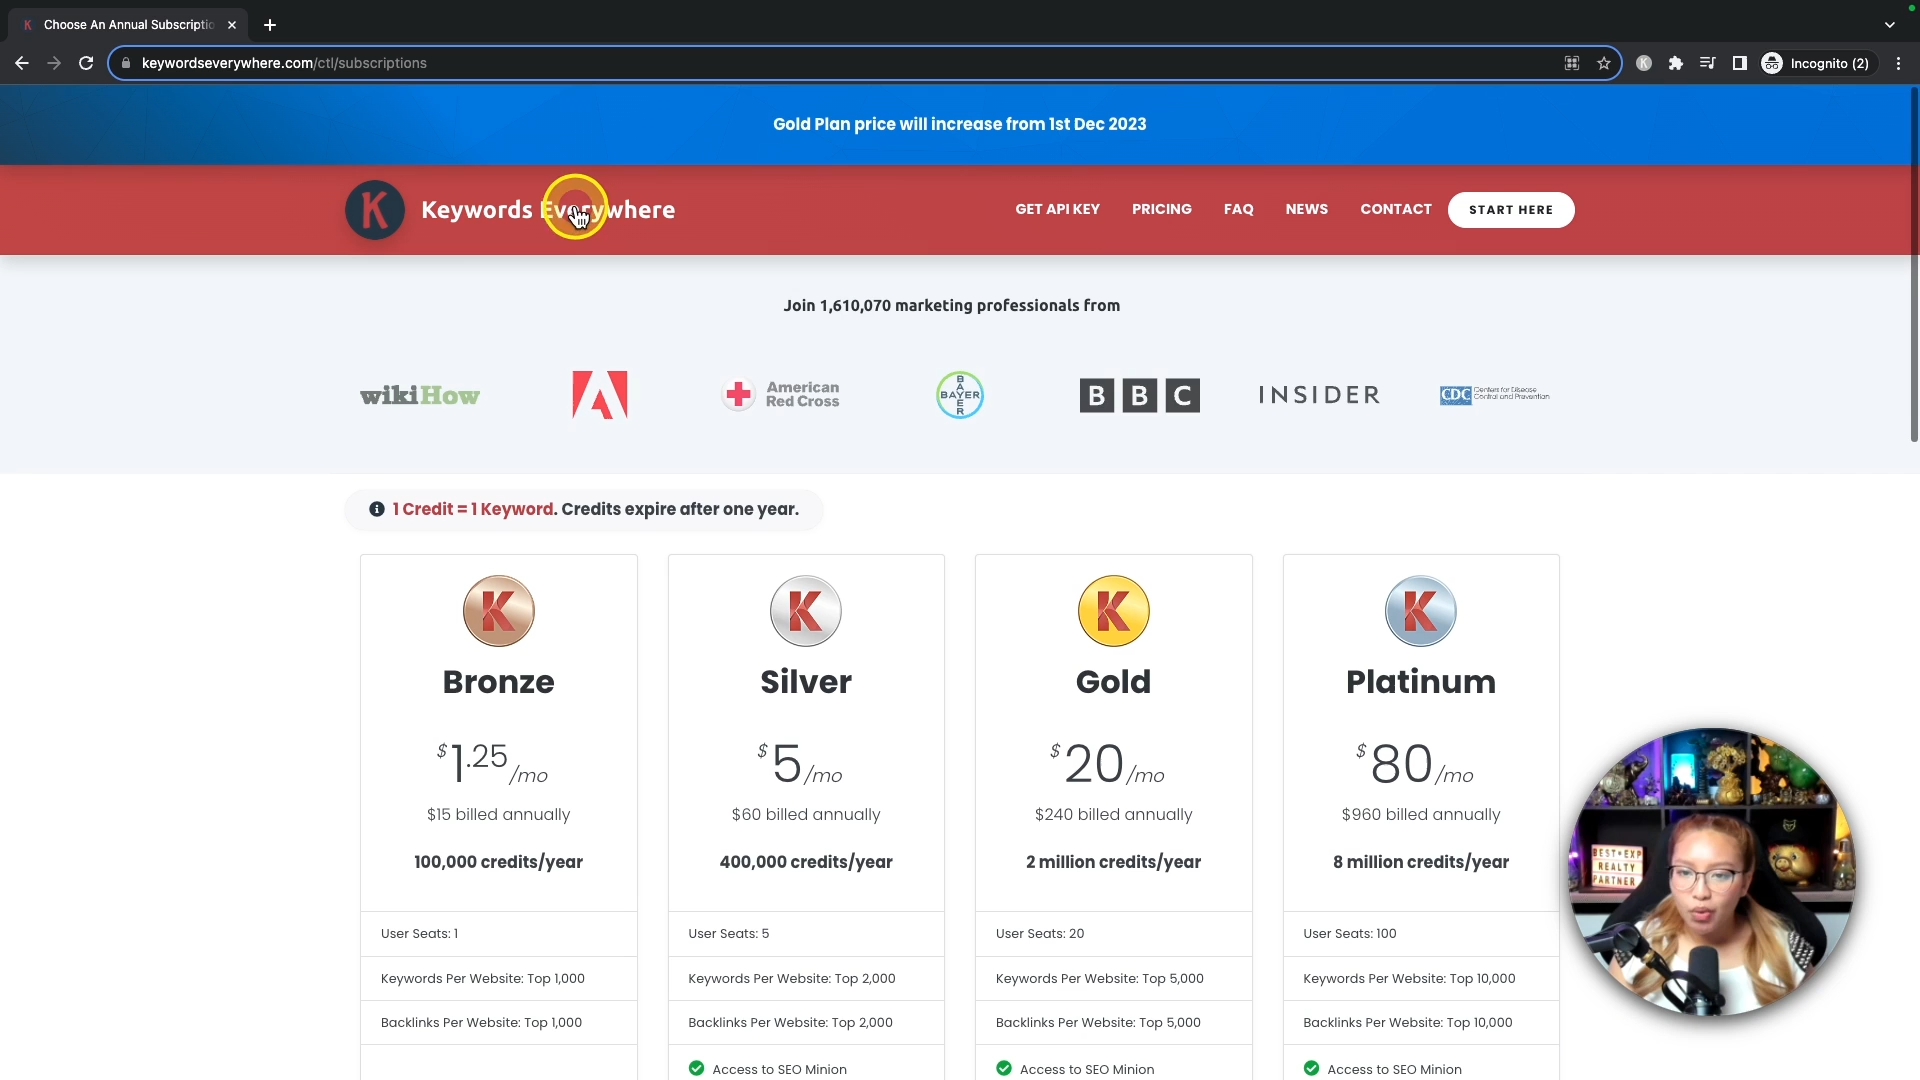 Choose An Annual Subscriptio
keywordseverywhere.com/ctl/subscriptions
Incognito (2)
Gold Plan price will increase from 1st Dec 2023
K
Keywords Everywhere
GET API KEY
PRICING
FAQ
NEWS
CONTACT
START HERE
Join 1,610,070 marketing professionals from
wikiHow
American
Red Cross
BAYER
BAYER
BBC
INSIDER
CDC
Centers for Disease
Control and Prevention
1 Credit = 1 Keyword. Credits expire after one year.
Bronze
$1.25/mo
$15 billed annually
100,000 credits/year
User Seats: 1
Keywords Per Website: Top 1,000
Backlinks Per Website: Top 1,000
Silver
$5/mo
$60 billed annually
400,000 credits/year
User Seats: 5
Keywords Per Website: Top 2,000
Backlinks Per Website: Top 2,000
Access to SEO Minion
Gold
$20/mo
$240 billed annually
2 million credits/year
User Seats: 20
Keywords Per Website: Top 5,000
Backlinks Per Website: Top 5,000
Access to SEO Minion
Platinum
$80/mo
$960 billed annually
8 million credits/year
User Seats: 100
Keywords Per Website: Top 10,000
Backlinks Per Website: Top 10,000
Access to SEO Minion
BEST★EXP
REALTY
PARTNER